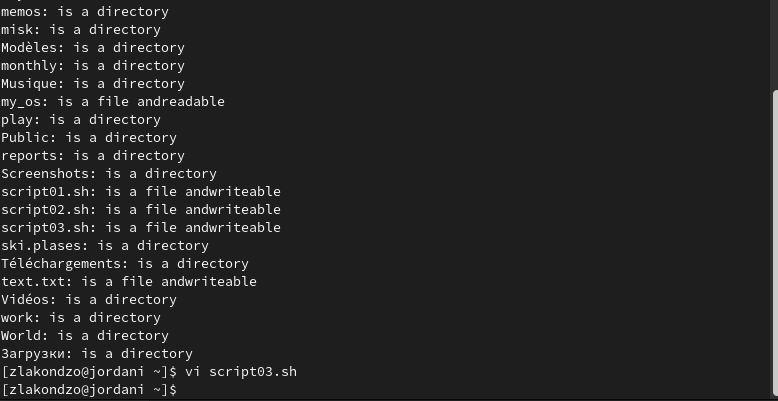 memos: is a directory
misk: is a directory
Modèles: is a directory
monthly: is a directory
Musique: is a directory
my_os: is a file andreadable
play: is a directory
Public: is a directory
reports: is a directory
Screenshots: is a directory
script01.sh: is a file andwriteable
script02.sh: is a file andwriteable
script03.sh: is a file andwriteable
ski.plases: is a directory
Téléchargements: is a directory
text.txt: is a file andwriteable
Vidéos: is a directory
work: is a directory
World: is a directory
Загрузки: is a directory
[zlakondzo@jordani ~]$ vi script03.sh
[zlakondzo@jordani ~]$